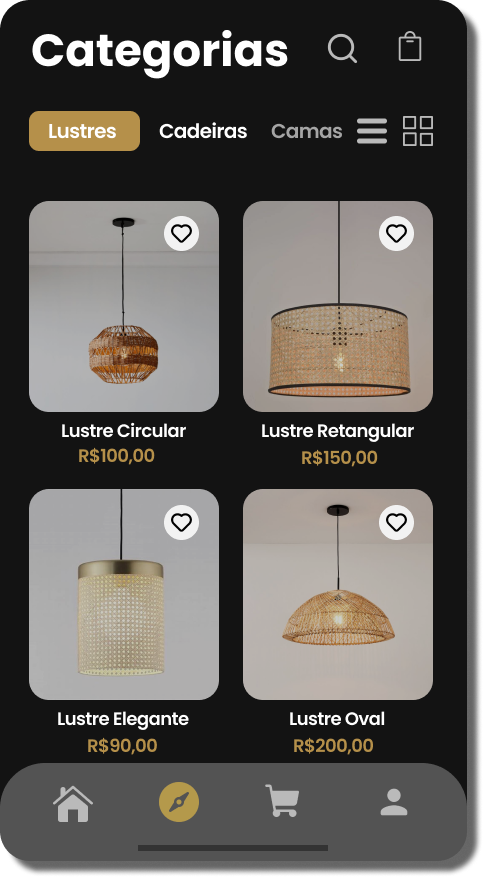 Categorias
Lustres Cadeiras Camas
Lustre Circular Lustre Retangular
R$100,00 R$150,00
Lustre Elegante Lustre Oval
R$90,00 R$200,00